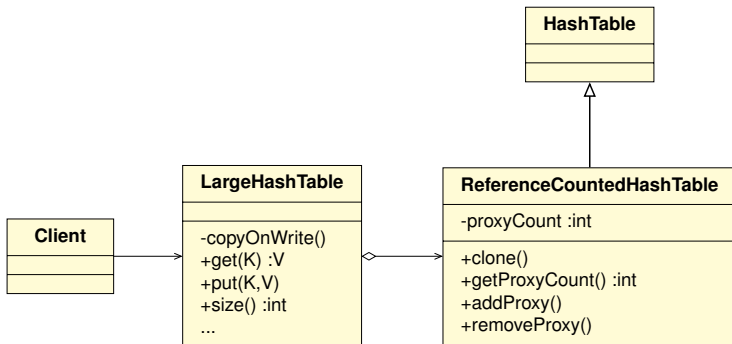 HashTable
LargeHashTable
-copyOnWrite()
+get(K) :V
+put(K,V)
+size() :int
...
ReferenceCountedHashTable
-proxyCount :int
+clone()
+getProxyCount() :int
+addProxy()
+removeProxy()
Client